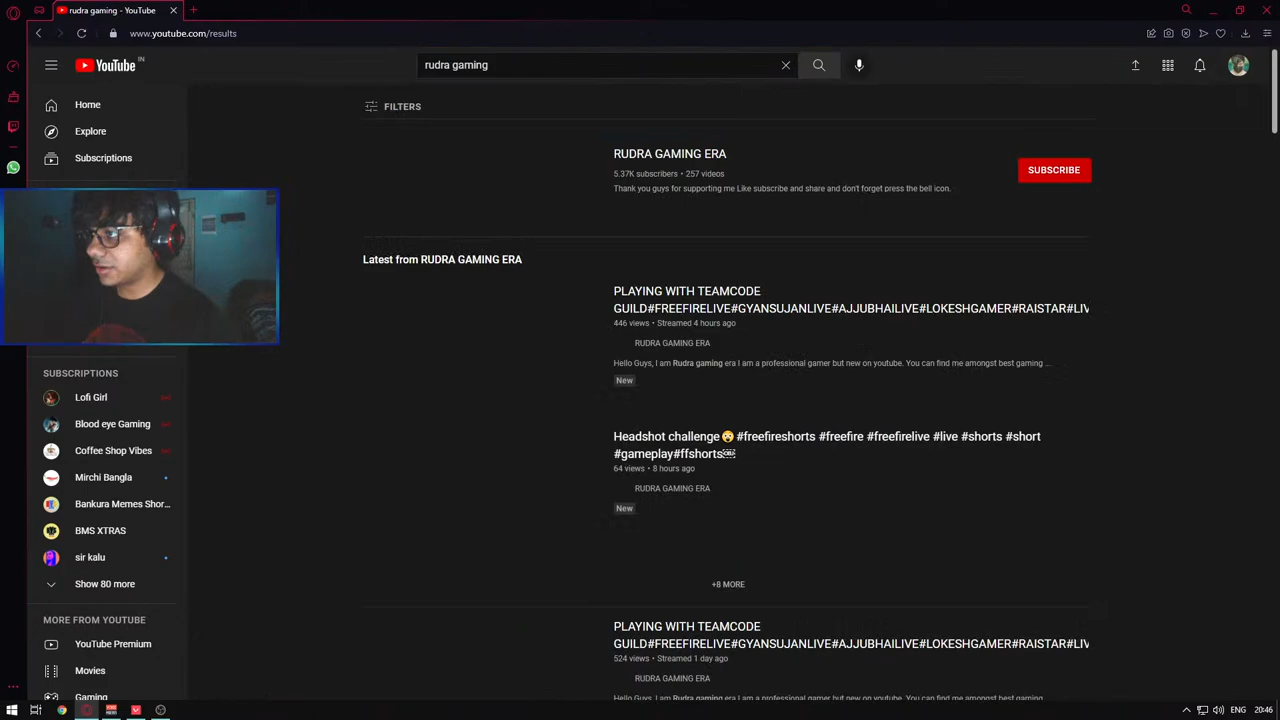 rudra gaming - YouTube
www.youtube.com/results
YouTube IN
rudra gaming
Home
Explore
Subscriptions
FILTERS
RUDRA GAMING ERA
5.37K subscribers • 257 videos
Thank you guys for supporting me Like subscribe and share and don't forget press the bell icon.
SUBSCRIBE
Latest from RUDRA GAMING ERA
PLAYING WITH TEAMCODE
GUILD#FREEFIRELIVE#GYANSUJANLIVE#AJJUBHAILIVE#LOKESHGAMER#RAISTAR#LIV
446 views • Streamed 4 hours ago
RUDRA GAMING ERA
Hello Guys, I am Rudra gaming era I am a professional gamer but new on youtube. You can find me amongst best gaming ...
New
Headshot challenge😲#freefireshorts #freefire #freefirelive #live #shorts #short
#gameplay#ffshorts￼
64 views • 8 hours ago
RUDRA GAMING ERA
New
+8 MORE
PLAYING WITH TEAMCODE
GUILD#FREEFIRELIVE#GYANSUJANLIVE#AJJUBHAILIVE#LOKESHGAMER#RAISTAR#LIV
524 views • Streamed 1 day ago
RUDRA GAMING ERA
Hello Guys, I am Rudra gaming era I am a professional gamer but new on youtube. You can find me amongst best gaming ...
SUBSCRIPTIONS
Lofi Girl
Blood eye Gaming
Coffee Shop Vibes
Mirchi Bangla
Bankura Memes Shor...
BMS XTRAS
sir kalu
Show 80 more
MORE FROM YOUTUBE
YouTube Premium
Movies
Gaming
ENG
20:46